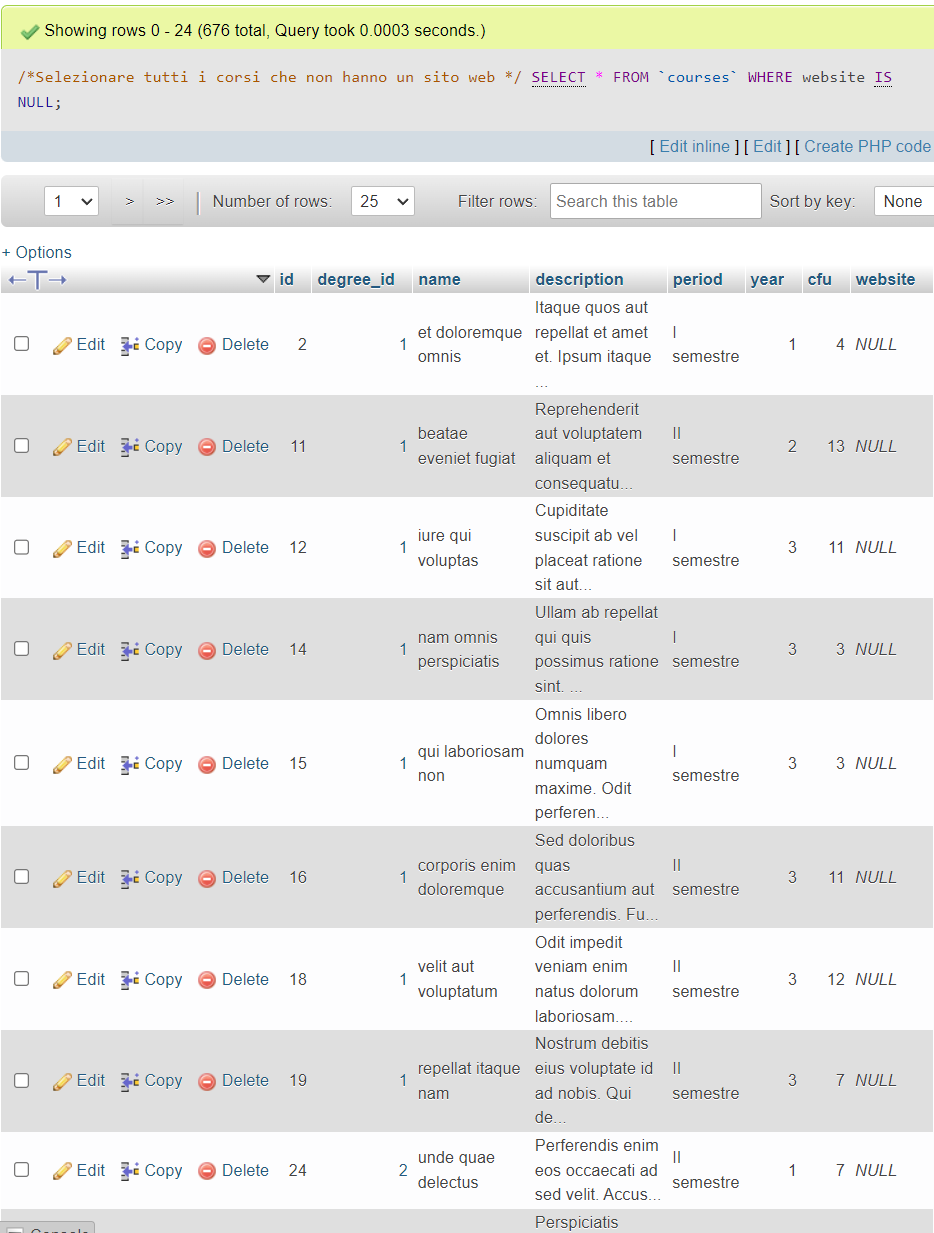 Showing rows 0 - 24 (676 total, Query took 0.0003 seconds.)
/*Selezionare tutti i corsi che non hanno un sito web */ SELECT * FROM `courses` WHERE website IS
NULL;
[ Edit inline ] [ Edit ] [ Create PHP code
1 > >> | Number of rows: 25 Filter rows: Search this table Sort by key: None
+ Options
←T→ id degree_id name description period year cfu website
Edit Copy Delete 2 1 et doloremque omnis Itaque quos aut repellat et amet et. Ipsum itaque ... I semestre 1 4 NULL
Edit Copy Delete 11 1 beatae eveniet fugiat Reprehenderit aut voluptatem aliquam et consequatu... II semestre 2 13 NULL
Edit Copy Delete 12 1 iure qui voluptas Cupiditate suscipit ab vel placeat ratione sit aut... I semestre 3 11 NULL
Edit Copy Delete 14 1 nam omnis perspiciatis Ullam ab repellat qui quis possimus ratione sint. ... I semestre 3 3 NULL
Edit Copy Delete 15 1 qui laboriosam non Omnis libero dolores numquam maxime. Odit perferen... I semestre 3 3 NULL
Edit Copy Delete 16 1 corporis enim doloremque Sed doloribus quas accusantium aut perferendis. Fu... II semestre 3 11 NULL
Edit Copy Delete 18 1 velit aut voluptatum Odit impedit veniam enim natus dolorum laboriosam.... II semestre 3 12 NULL
Edit Copy Delete 19 1 repellat itaque nam Nostrum debitis eius voluptate id ad nobis. Qui de... II semestre 3 7 NULL
Edit Copy Delete 24 2 unde quae delectus Perferendis enim eos occaecati ad sed velit. Accus... II semestre 1 7 NULL
Perspiciatis
Console